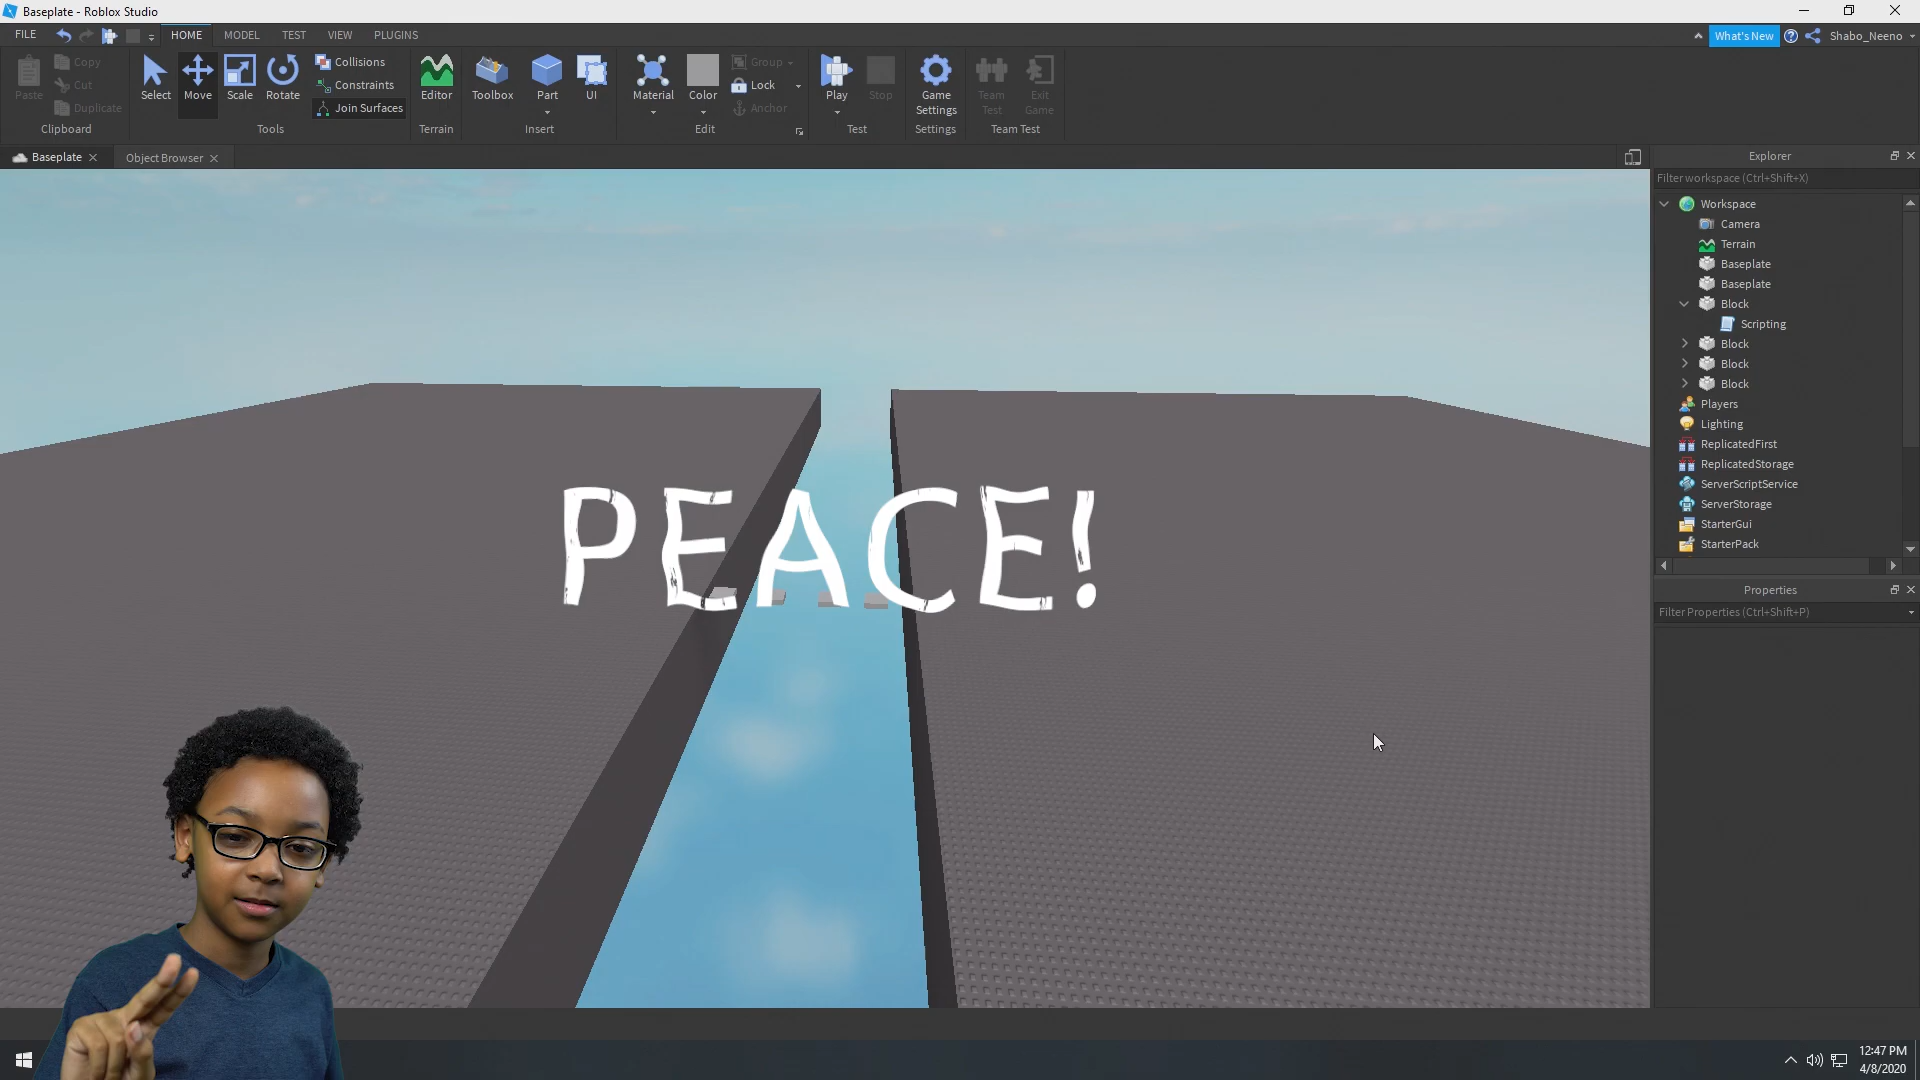 Baseplate - Roblox Studio
FILE HOME MODEL TEST VIEW PLUGINS
What's New Shabo_Neeno
Paste
Copy
Cut
Duplicate
Clipboard
Select
Move
Scale
Rotate
Collisions
Constraints
Join Surfaces
Tools
Editor
Terrain
Toolbox
Part
UI
Insert
Material
Color
Group
Lock
Anchor
Edit
Play
Stop
Test
Game
Settings
Settings
Team
Test
Exit
Game
Team Test
Baseplate
Object Browser
Explorer
Filter workspace (Ctrl+Shift+X)
Workspace
Camera
Terrain
Baseplate
Baseplate
Block
Scripting
Block
Block
Block
Players
Lighting
ReplicatedFirst
ReplicatedStorage
ServerScriptService
ServerStorage
StarterGui
StarterPack
Properties
Filter Properties (Ctrl+Shift+P)
PEACE!
12:47 PM
4/8/2020